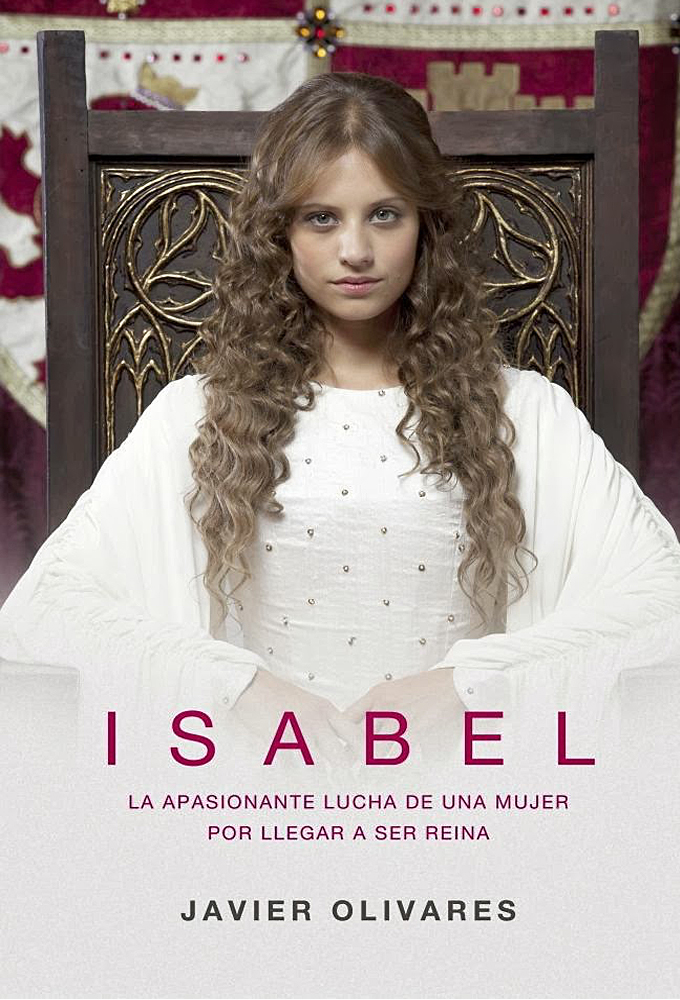 ISABEL
LA APASIONANTE LUCHA DE UNA MUJER
POR LLEGAR A SER REINA
JAVIER OLIVARES